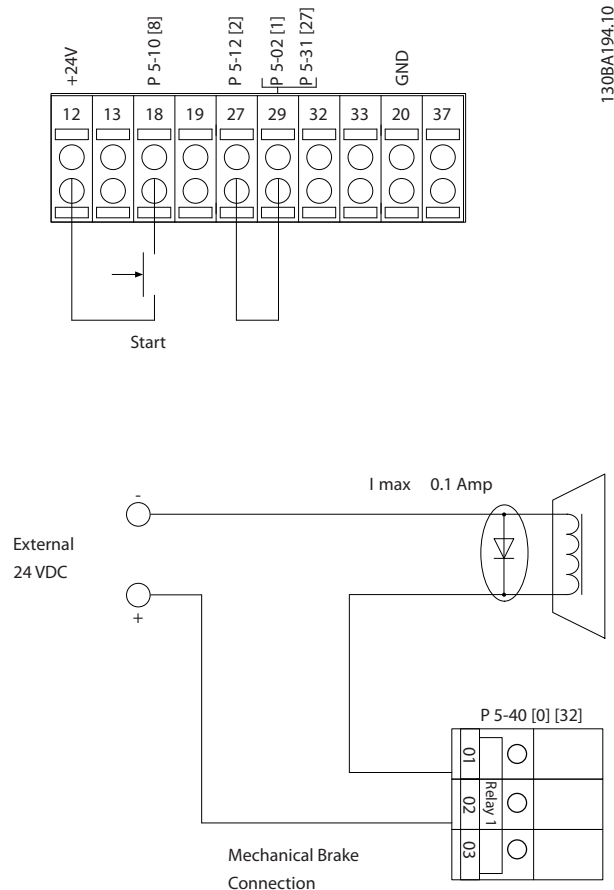 130BA194.10
+24V
P 5-10 [8]
P 5-12 [2]
P 5-02 [1]
P 5-31 [27]
GND
12 13 18 19 27 29 32 33 20 37
Start
I max 0.1 Amp
-
External
24 VDC
+
P 5-40 [0] [32]
01
02
03
Relay 1
Mechanical Brake
Connection